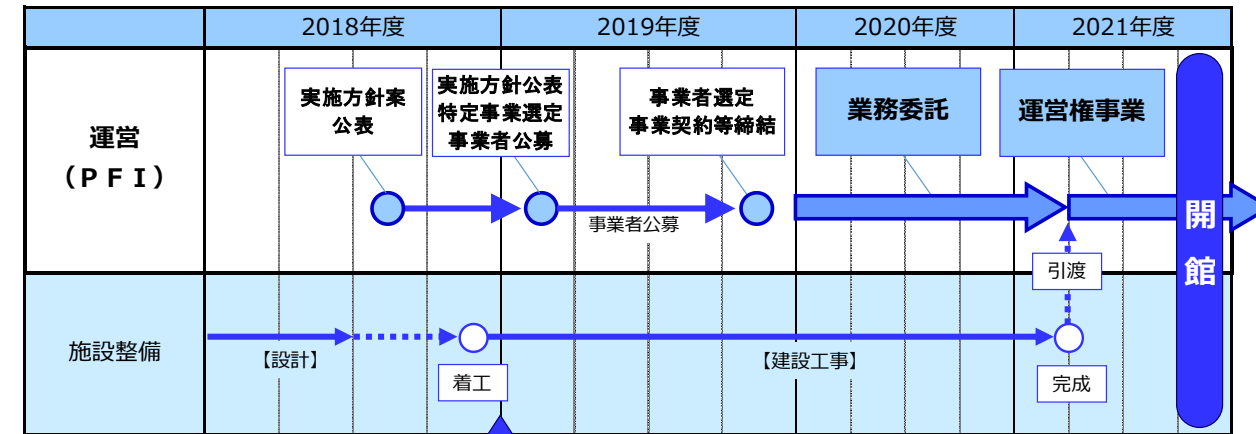 2018年度
2019年度
2020年度
2021年度
運営
（ＰＦＩ）
実施方針案
公表
実施方針公表
特定事業選定
事業者公募
事業者選定
事業契約等締結
業務委託
運営権事業
事業者公募
開
館
引渡
施設整備
【設計】
着工
【建設工事】
完成